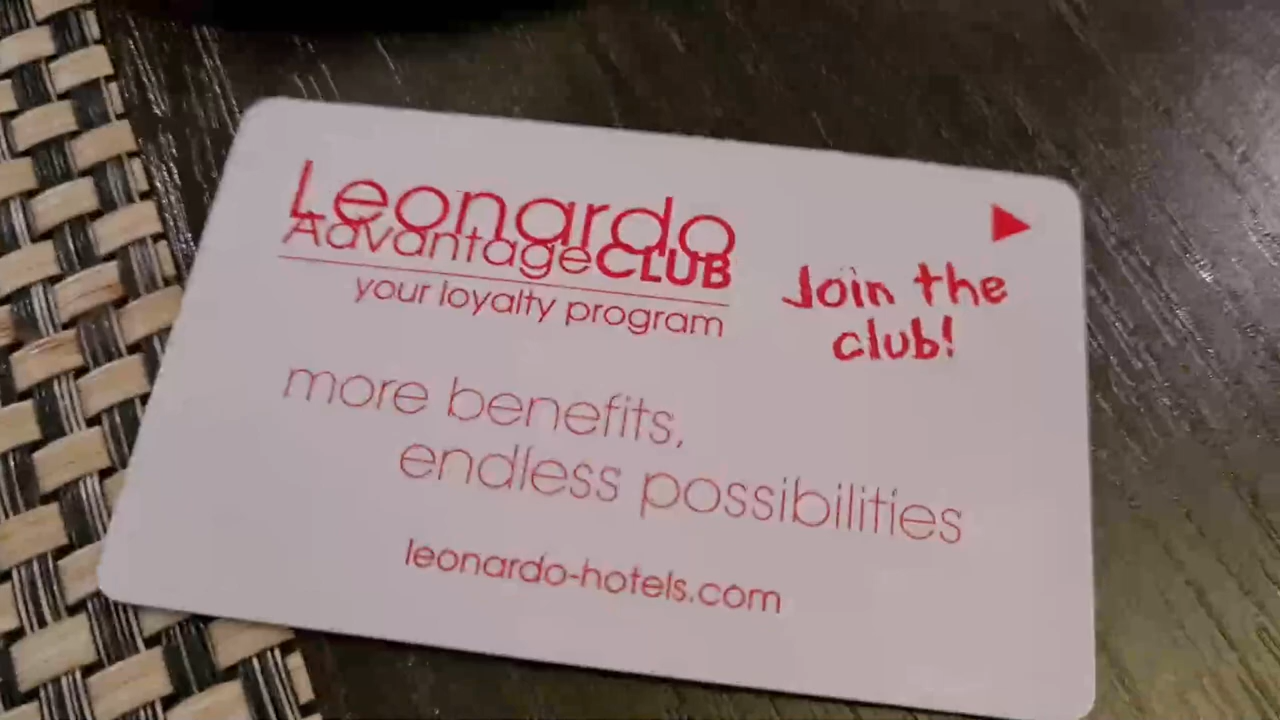 Leonardo
AdvantageCLUB
your loyalty program
Join the
club!
more benefits,
endless possibilities
leonardo-hotels.com